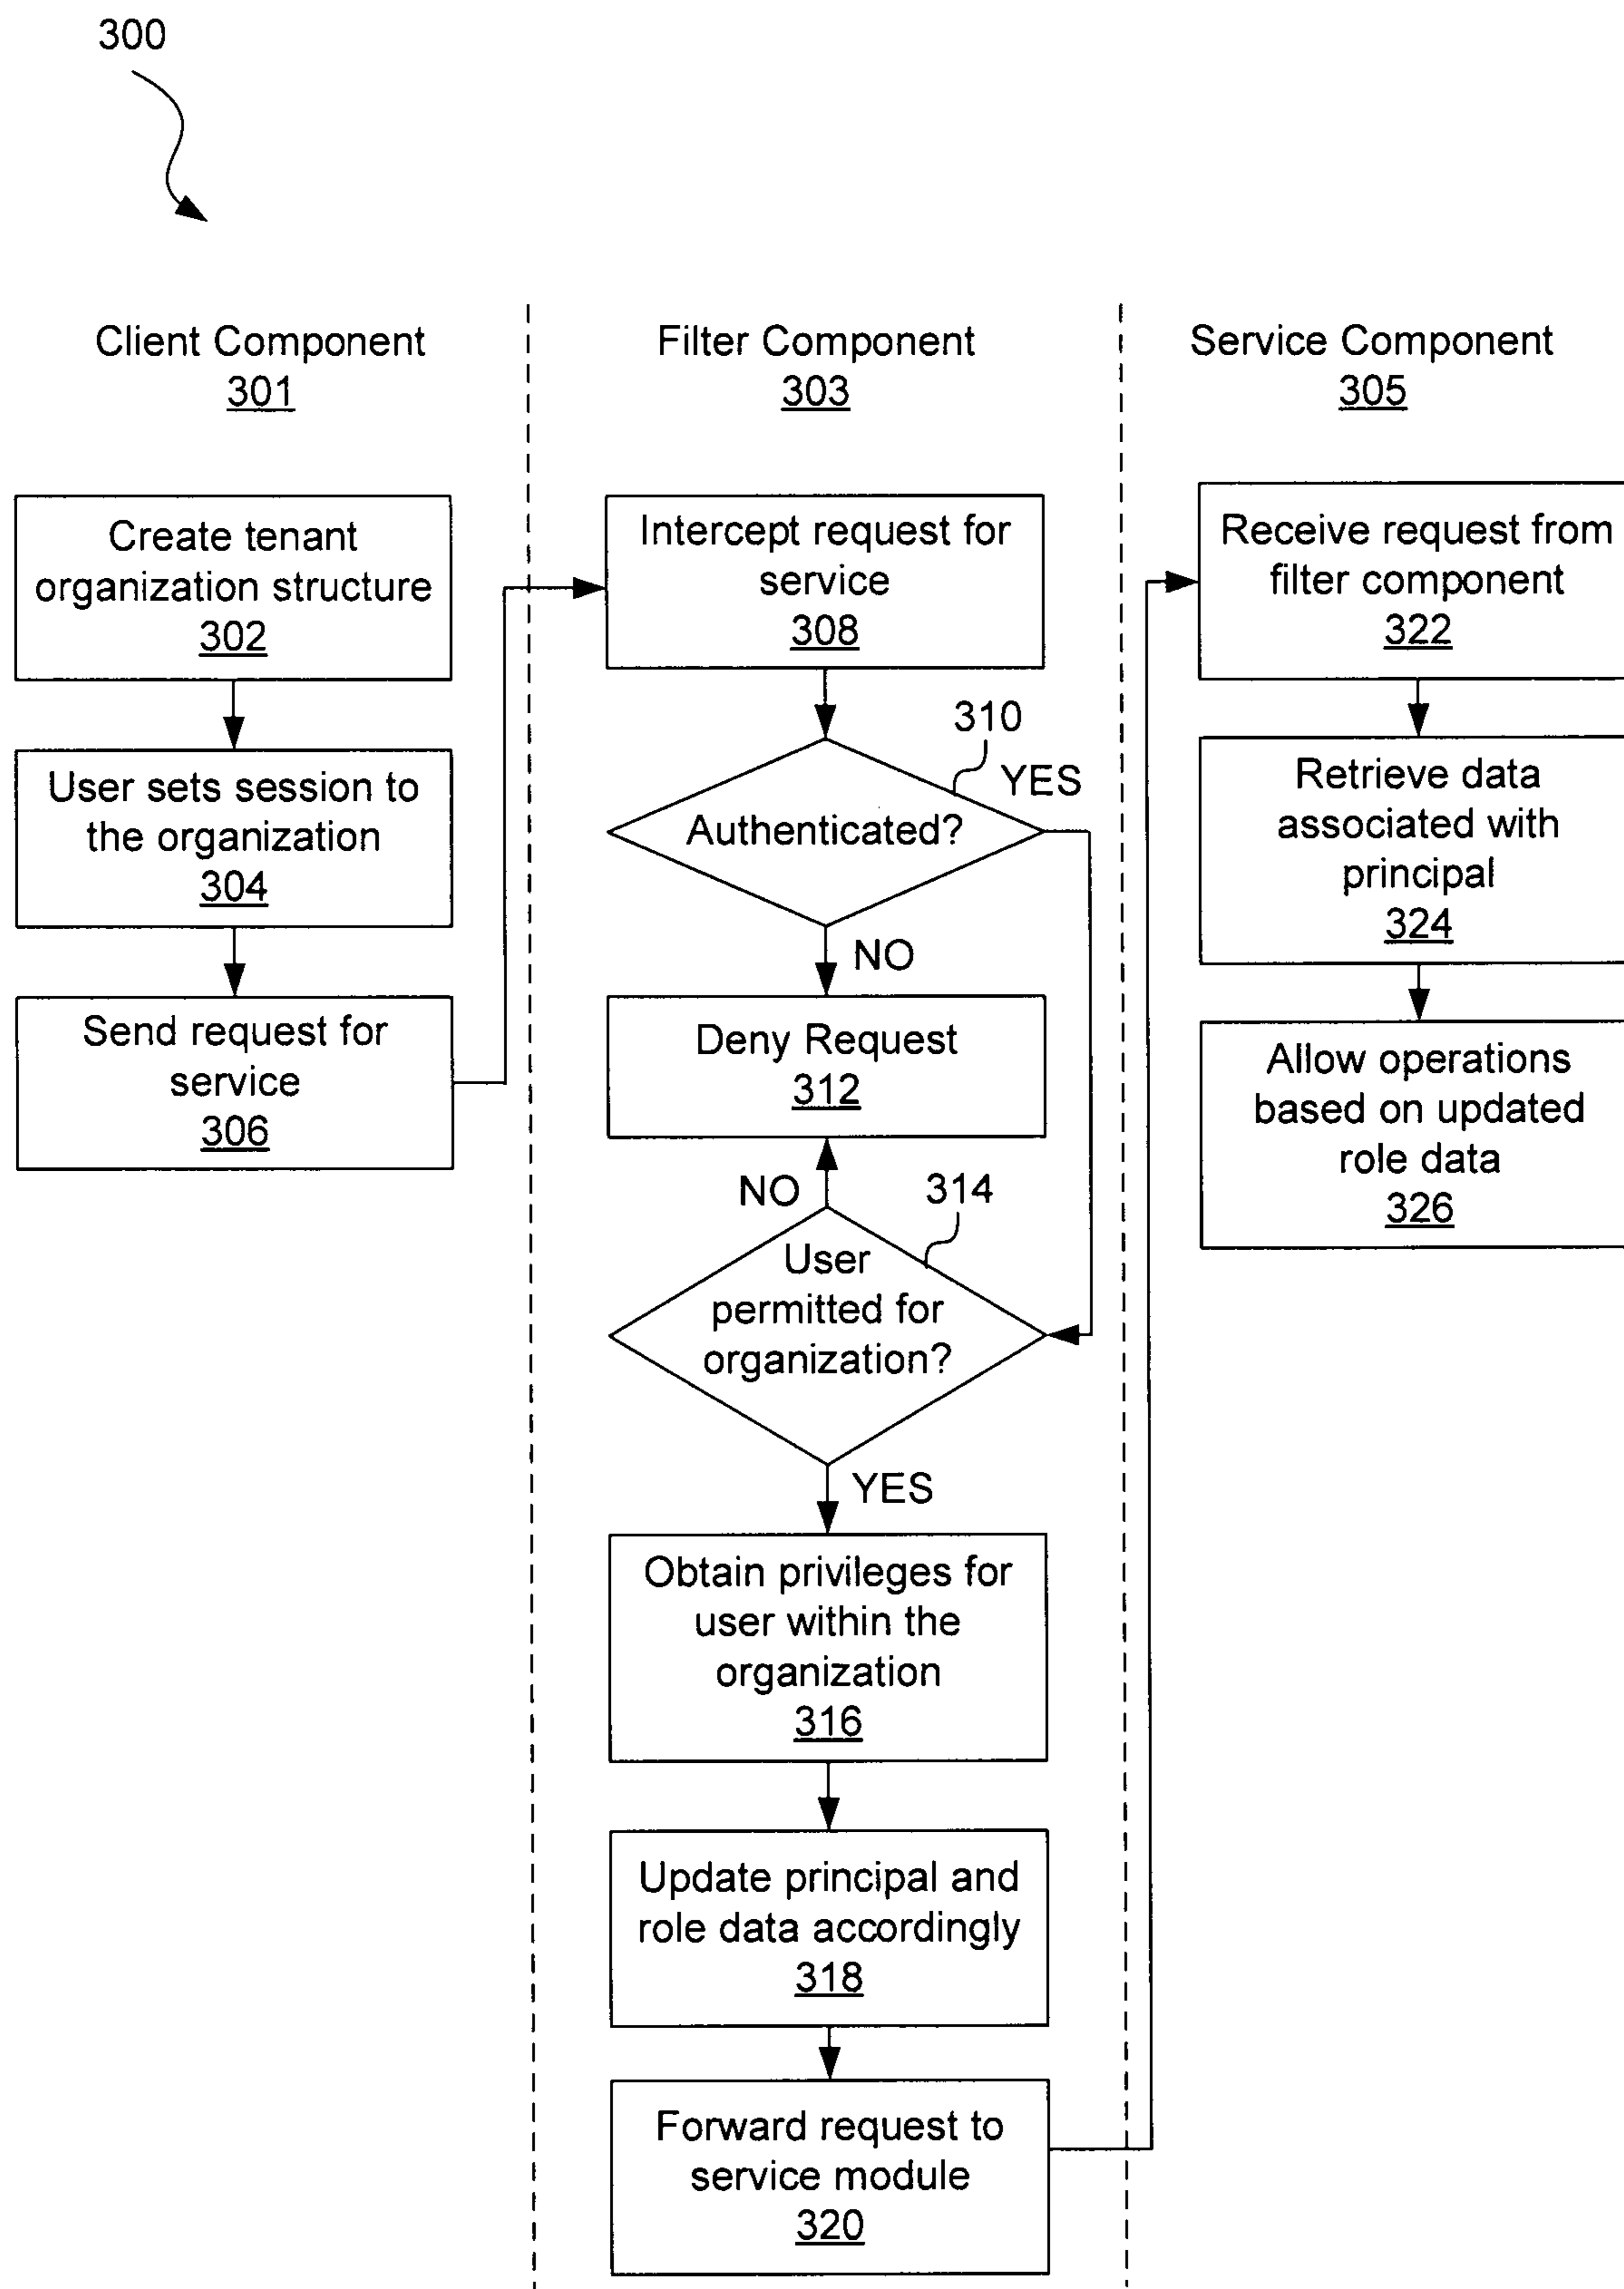 300
Client Component
301
Filter Component
303
Service Component
305
Create tenant
organization structure
302
User sets session to
the organization
304
Send request for
service
306
Intercept request for
service
308
310
YES
Authenticated?
NO
Deny Request
312
NO
314
User
permitted for
organization?
YES
Obtain privileges for
user within the
organization
316
Update principal and
role data accordingly
318
Forward request to
service module
320
Receive request from
filter component
322
Retrieve data
associated with
principal
324
Allow operations
based on updated
role data
326